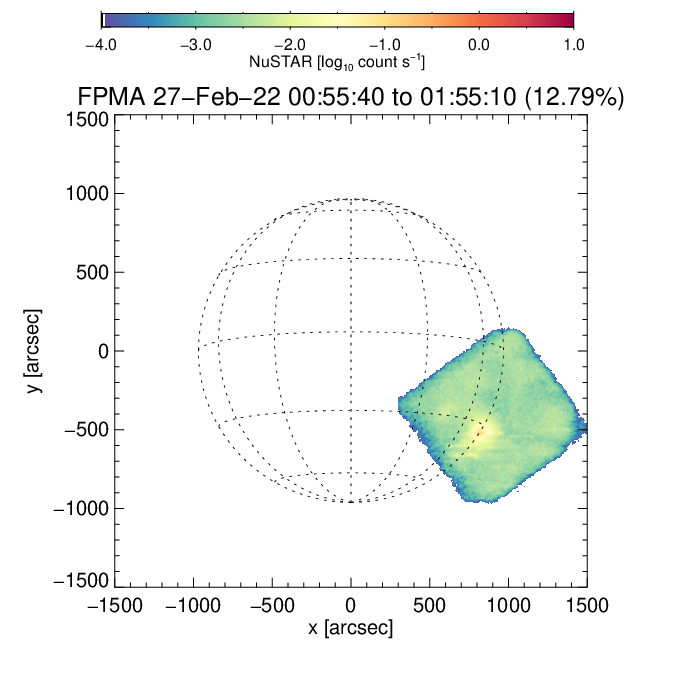 −4.0 −3.0 −2.0 −1.0 0.0 1.0
NuSTAR [log₁₀ count s⁻¹]
FPMA 27−Feb−22 00:55:40 to 01:55:10 (12.79%)
1500
1000
500
0
−500
−1000
−1500
y [arcsec]
−1500 −1000 −500 0 500 1000 1500
x [arcsec]